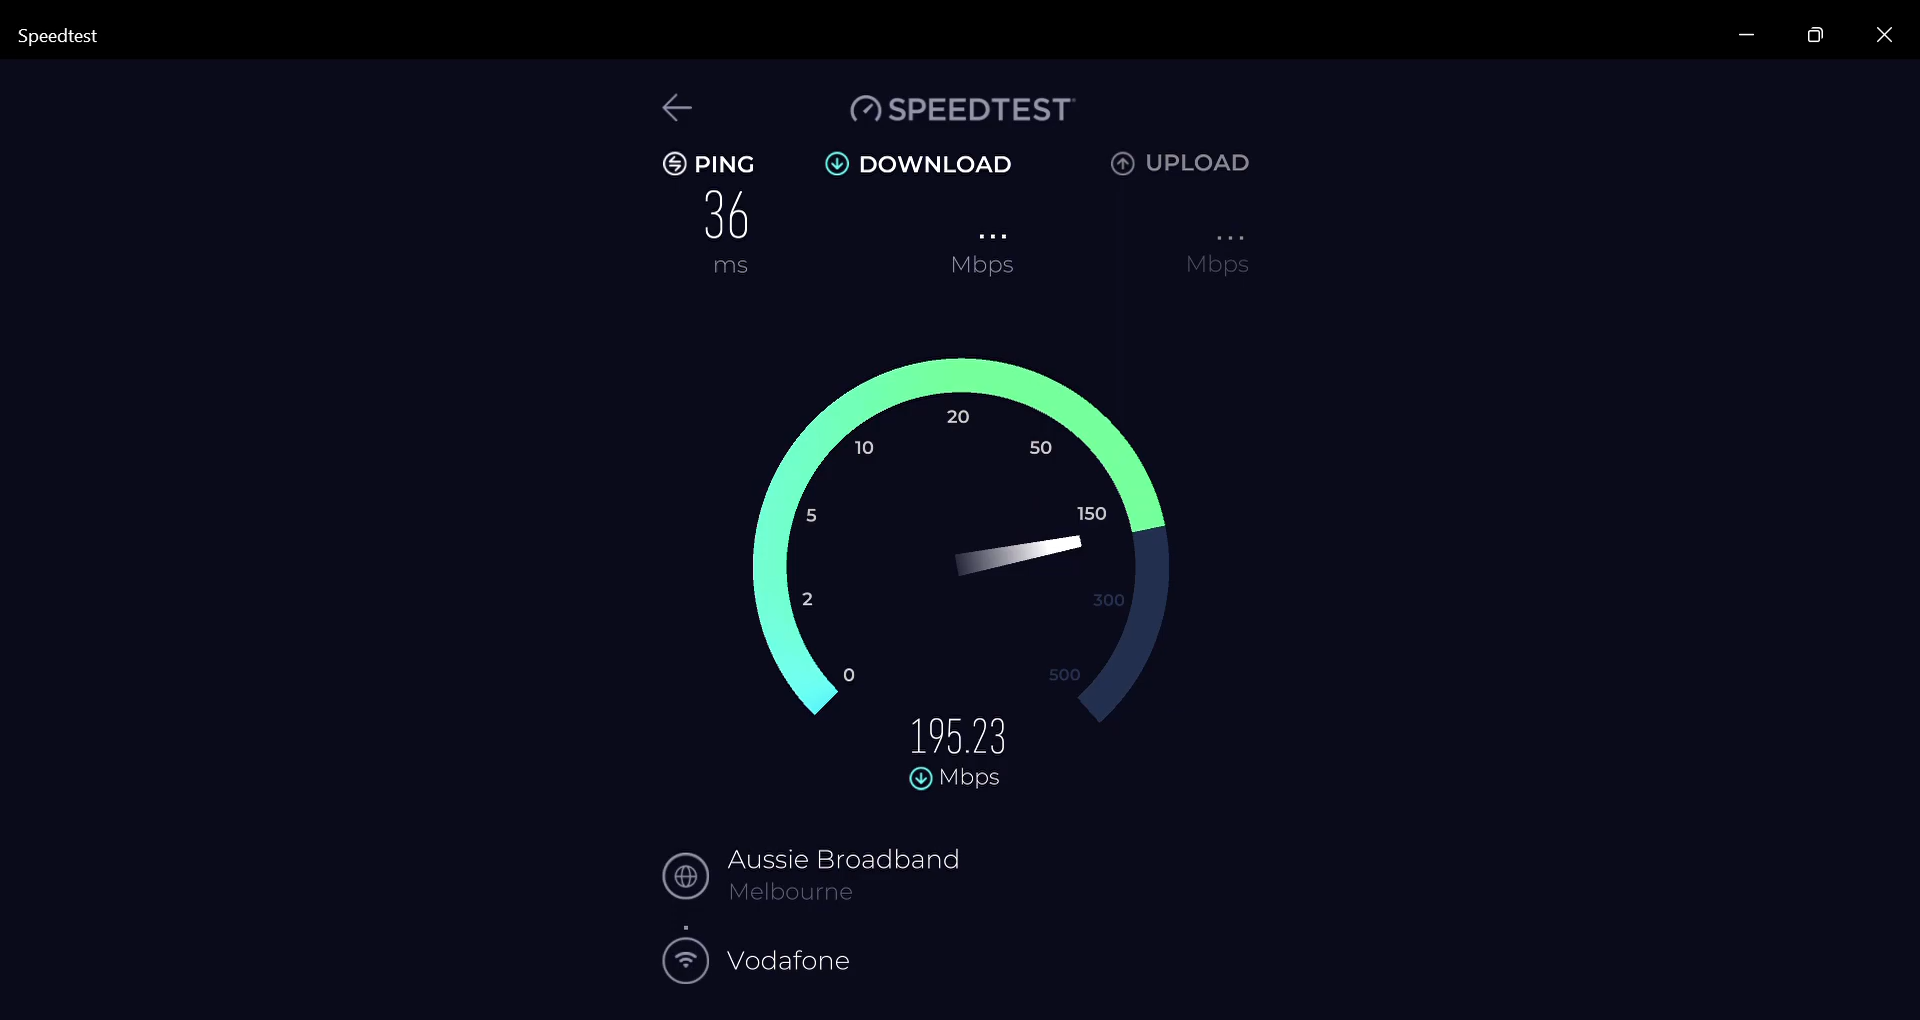 Speedtest
SPEEDTEST
PING
DOWNLOAD
UPLOAD
36
...
...
ms
Mbps
Mbps
20
10
50
5
150
2
300
0
500
195.23
Mbps
Aussie Broadband
Melbourne
Vodafone